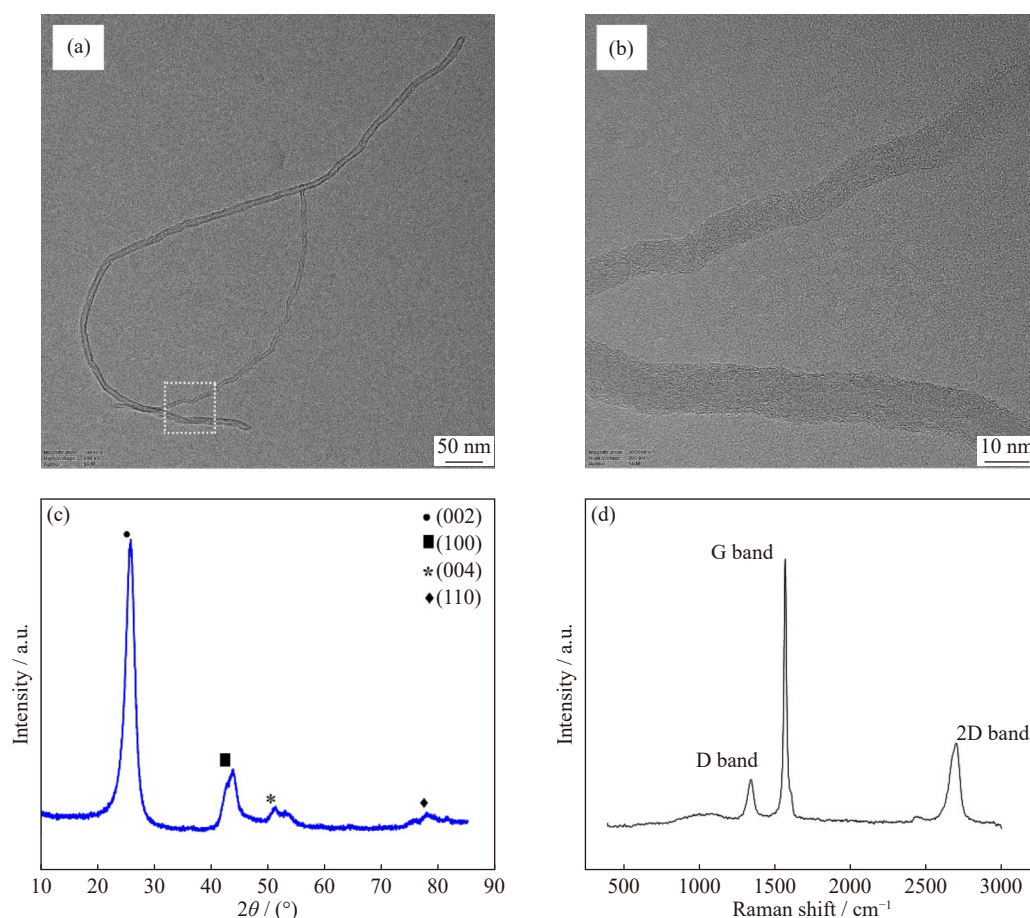 (a)
50 nm
(b)
10 nm
(c)
● (002)
■ (100)
* (004)
♦ (110)
Intensity / a.u.
10 20 30 40 50 60 70 80 90
2θ / (°)
(d)
G band
D band
2D band
Intensity / a.u.
500 1000 1500 2000 2500 3000
Raman shift / cm⁻¹